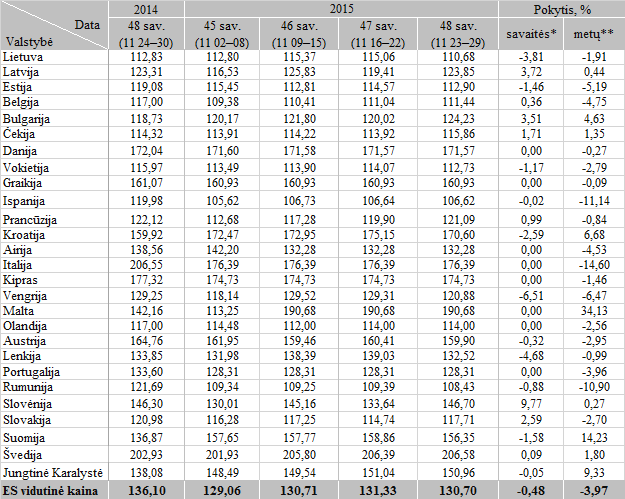 Data
Valstybė
2014
2015
Pokytis, %
48 sav. (11 24–30)
45 sav. (11 02–08)
46 sav. (11 09–15)
47 sav. (11 16–22)
48 sav. (11 23–29)
savaitės*
metų**
Lietuva 112,83 112,80 115,37 115,06 110,68 -3,81 -1,91
Latvija 123,31 116,53 125,83 119,41 123,85 3,72 0,44
Estija 119,08 115,45 112,81 114,57 112,90 -1,46 -5,19
Belgija 117,00 109,38 110,41 111,04 111,44 0,36 -4,75
Bulgarija 118,73 120,17 121,80 120,02 124,23 3,51 4,63
Čekija 114,32 113,91 114,22 113,92 115,86 1,71 1,35
Danija 172,04 171,60 171,58 171,57 171,57 0,00 -0,27
Vokietija 115,97 113,49 113,90 114,07 112,73 -1,17 -2,79
Graikija 161,07 160,93 160,93 160,93 160,93 0,00 -0,09
Ispanija 119,98 105,62 106,73 106,64 106,62 -0,02 -11,14
Prancūzija 122,12 112,68 117,28 119,90 121,09 0,99 -0,84
Kroatija 159,92 172,47 172,95 175,15 170,60 -2,59 6,68
Airija 138,56 142,20 132,28 132,28 132,28 0,00 -4,53
Italija 206,55 176,39 176,39 176,39 176,39 0,00 -14,60
Kipras 177,32 174,73 174,73 174,73 174,73 0,00 -1,46
Vengrija 129,25 118,14 129,52 129,31 120,88 -6,51 -6,47
Malta 142,16 113,25 190,68 190,68 190,68 0,00 34,13
Olandija 117,00 114,48 112,00 114,00 114,00 0,00 -2,56
Austrija 164,76 161,95 159,46 160,41 159,90 -0,32 -2,95
Lenkija 133,85 131,98 138,39 139,03 132,52 -4,68 -0,99
Portugalija 133,60 128,31 128,31 128,31 128,31 0,00 -3,96
Rumunija 121,69 109,34 109,25 109,39 108,43 -0,88 -10,90
Slovėnija 146,30 130,01 145,16 133,64 146,70 9,77 0,27
Slovakija 120,98 116,28 117,25 114,74 117,71 2,59 -2,70
Suomija 136,87 157,65 157,77 158,86 156,35 -1,58 14,23
Švedija 202,93 201,93 205,80 206,39 206,58 0,09 1,80
Jungtinė Karalystė 138,08 148,49 149,54 151,04 150,96 -0,05 9,33
ES vidutinė kaina 136,10 129,06 130,71 131,33 130,70 -0,48 -3,97